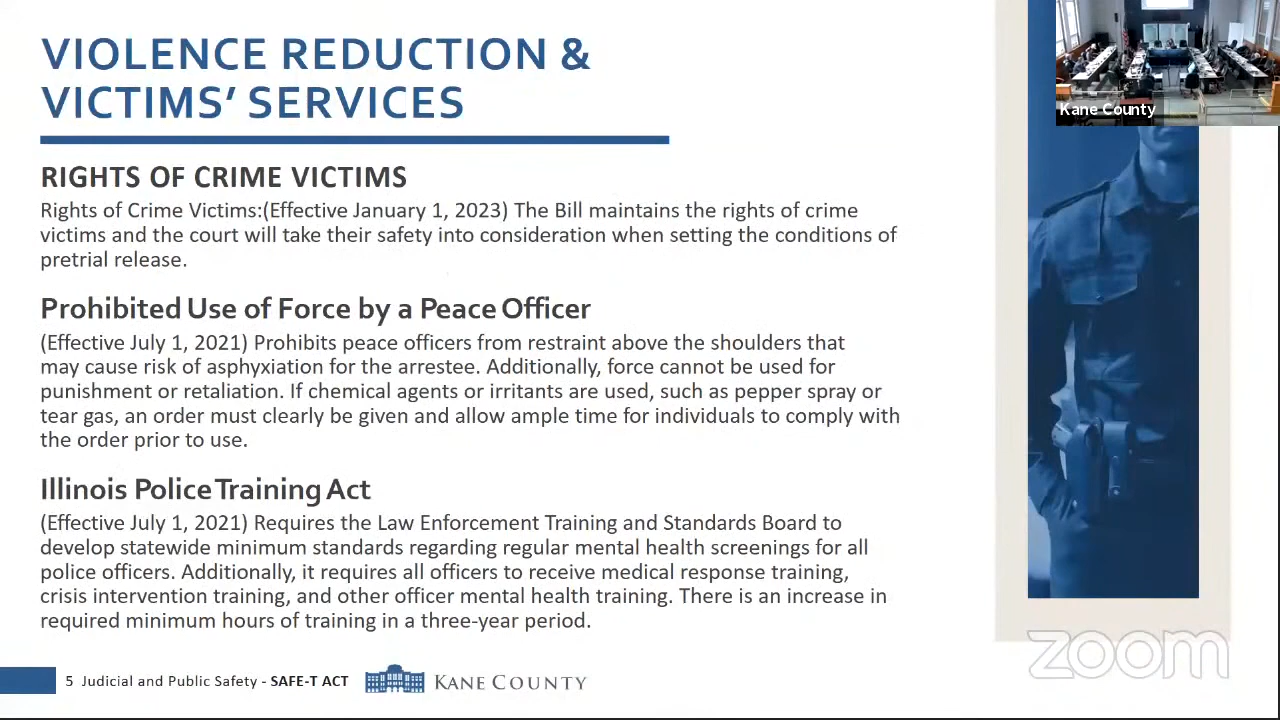 VIOLENCE REDUCTION &
VICTIMS' SERVICES
Kane County
RIGHTS OF CRIME VICTIMS
Rights of Crime Victims:(Effective January 1, 2023) The Bill maintains the rights of crime
victims and the court will take their safety into consideration when setting the conditions of
pretrial release.
Prohibited Use of Force by a Peace Officer
(Effective July 1, 2021) Prohibits peace officers from restraint above the shoulders that
may cause risk of asphyxiation for the arrestee. Additionally, force cannot be used for
punishment or retaliation. If chemical agents or irritants are used, such as pepper spray or
tear gas, an order must clearly be given and allow ample time for individuals to comply with
the order prior to use.
Illinois Police Training Act
(Effective July 1, 2021) Requires the Law Enforcement Training and Standards Board to
develop statewide minimum standards regarding regular mental health screenings for all
police officers. Additionally, it requires all officers to receive medical response training,
crisis intervention training, and other officer mental health training. There is an increase in
required minimum hours of training in a three-year period.
5 Judicial and Public Safety - SAFE-T ACT
KANE COUNTY
zoom